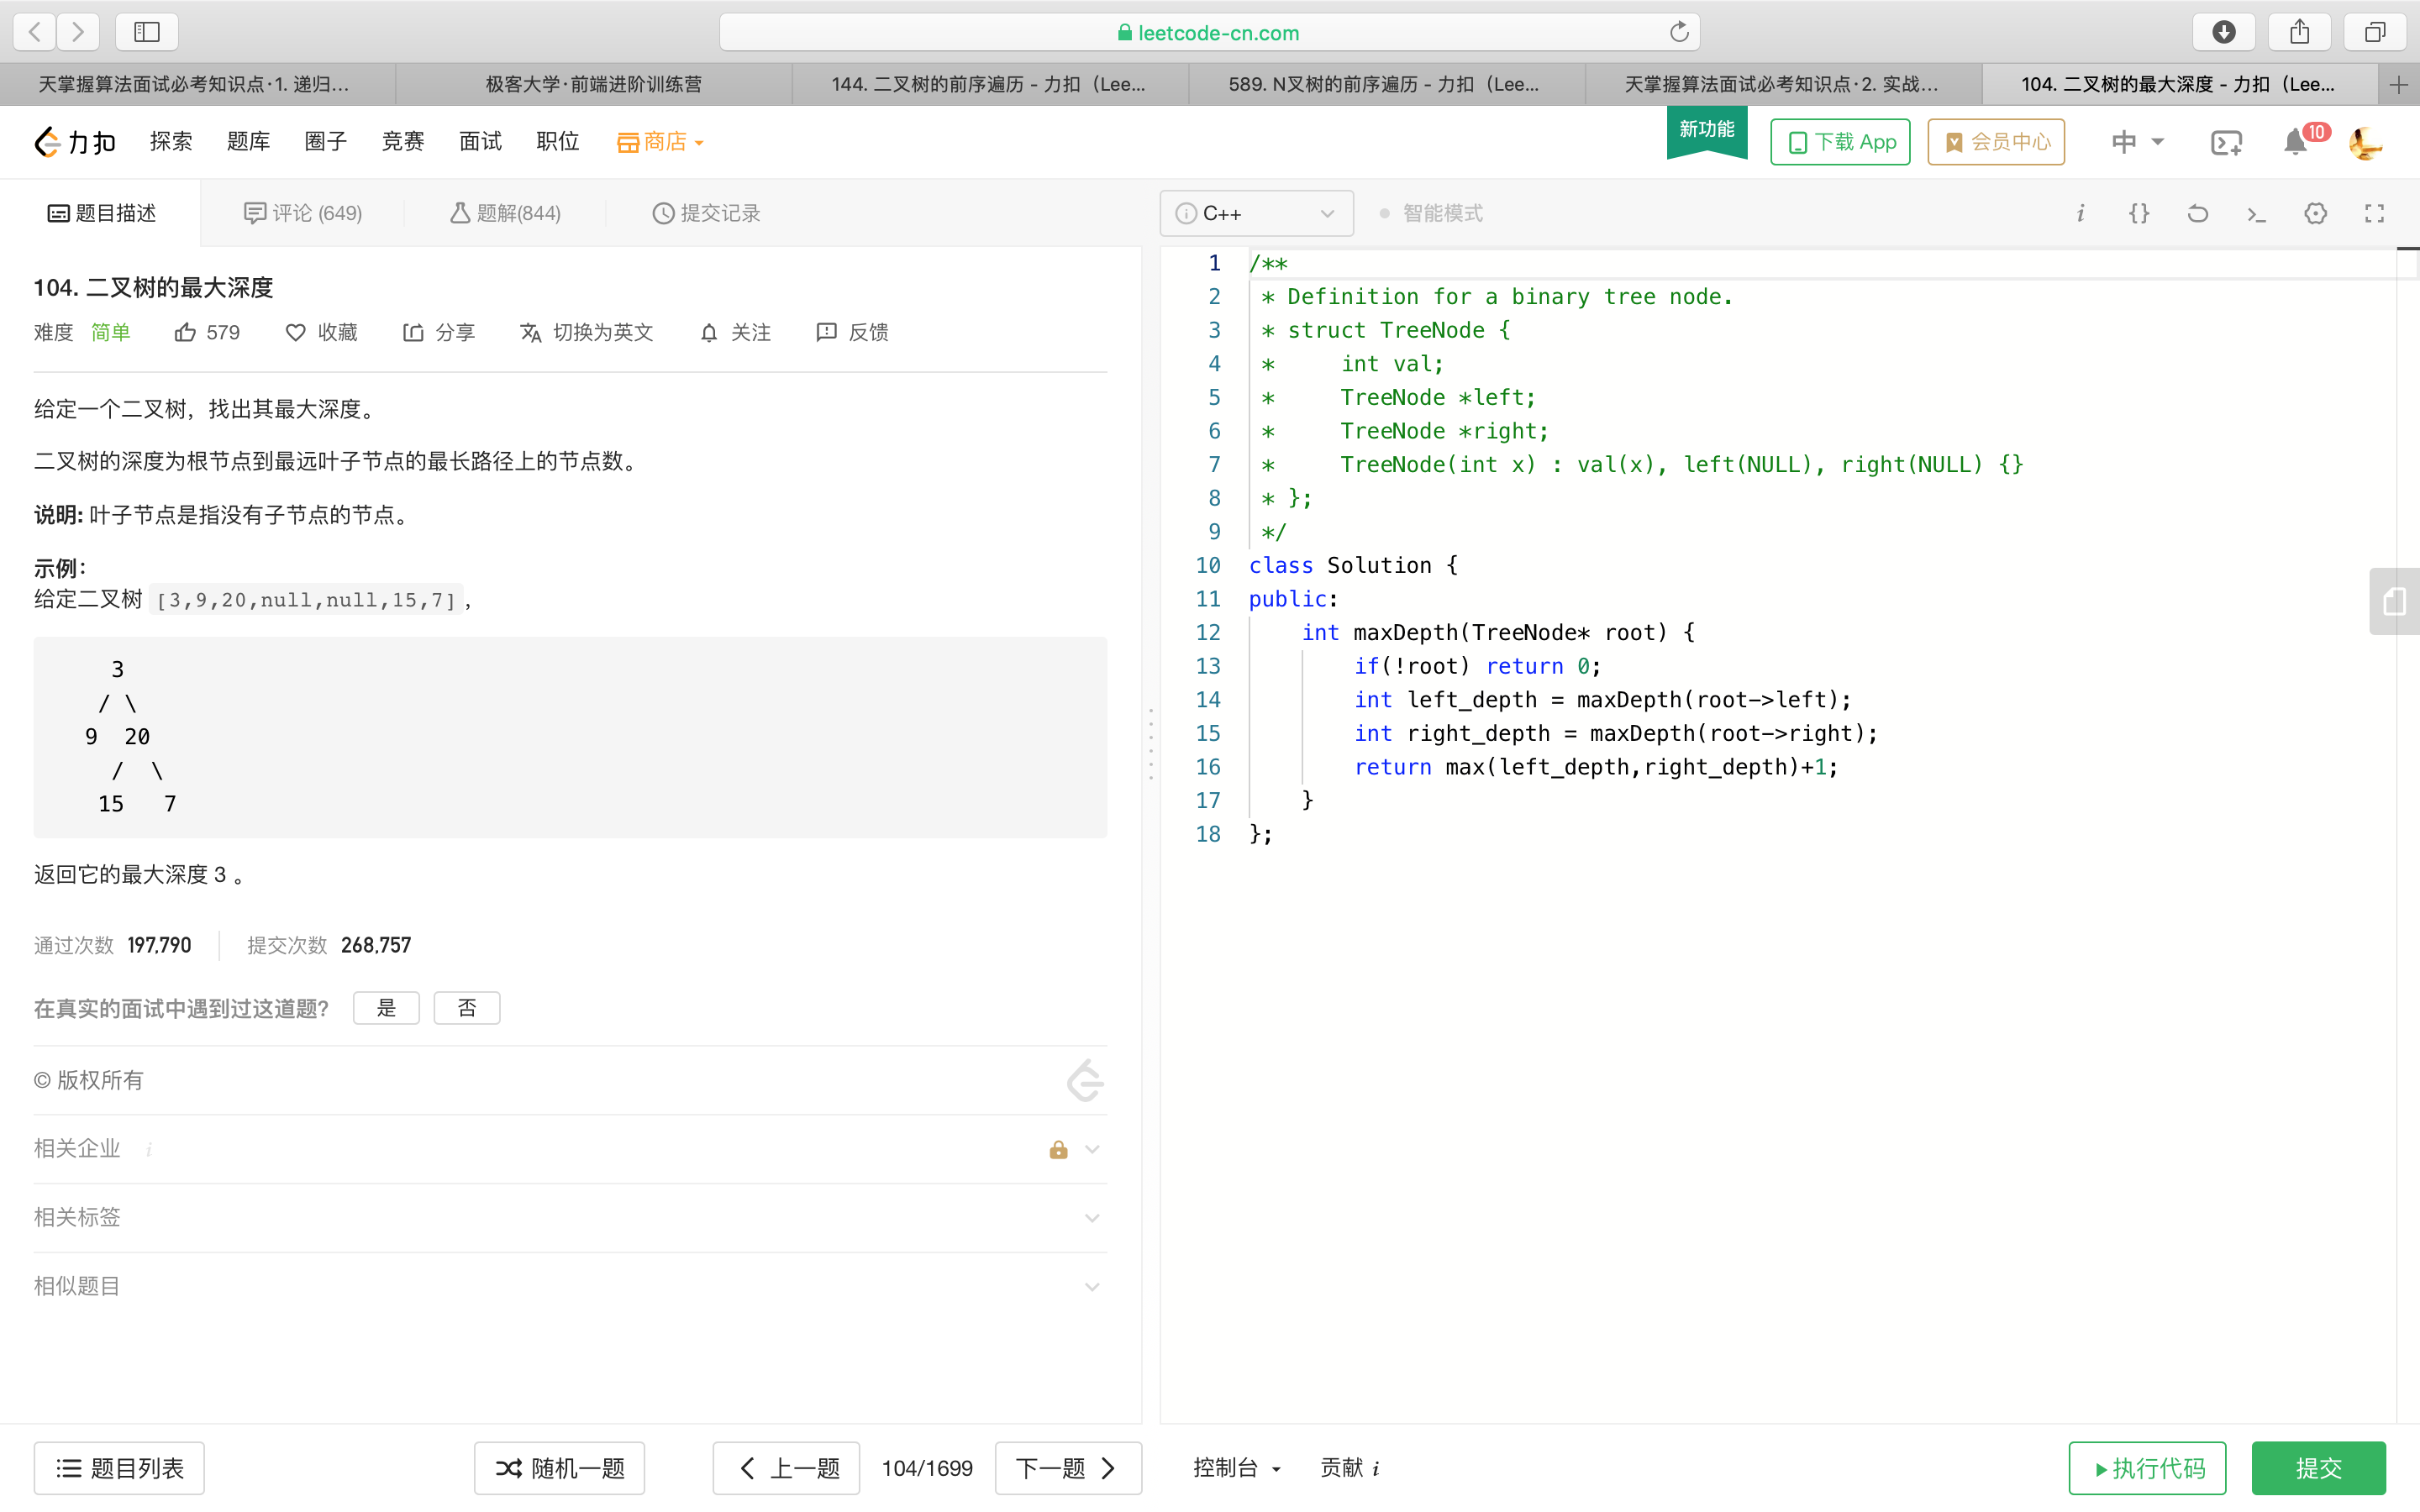 leetcode-cn.com
天掌握算法面试必考知识点·1. 递归…
极客大学·前端进阶训练营
144. 二叉树的前序遍历 - 力扣（Lee...
589. N叉树的前序遍历 - 力扣（Lee...
天掌握算法面试必考知识点·2. 实战…
104. 二叉树的最大深度 - 力扣（Lee...
力扣
探索
题库
圈子
竞赛
面试
职位
商店
新功能
下载 App
会员中心
中
10
题目描述
评论 (649)
题解(844)
提交记录
C++
智能模式
104. 二叉树的最大深度
难度 简单 579 收藏 分享 切换为英文 关注 反馈
给定一个二叉树，找出其最大深度。
二叉树的深度为根节点到最远叶子节点的最长路径上的节点数。
说明: 叶子节点是指没有子节点的节点。
示例：
给定二叉树 [3,9,20,null,null,15,7]，
3
/ \
9  20
/  \
15   7
返回它的最大深度 3 。
通过次数 197,790 提交次数 268,757
在真实的面试中遇到过这道题? 是 否
© 版权所有
相关企业 i
相关标签
相似题目
1 /**
2  * Definition for a binary tree node.
3  * struct TreeNode {
4  *     int val;
5  *     TreeNode *left;
6  *     TreeNode *right;
7  *     TreeNode(int x) : val(x), left(NULL), right(NULL) {}
8  * };
9  */
10 class Solution {
11 public:
12     int maxDepth(TreeNode* root) {
13         if(!root) return 0;
14         int left_depth = maxDepth(root->left);
15         int right_depth = maxDepth(root->right);
16         return max(left_depth,right_depth)+1;
17     }
18 };
题目列表
随机一题
上一题
104/1699
下一题
控制台
贡献 i
执行代码
提交